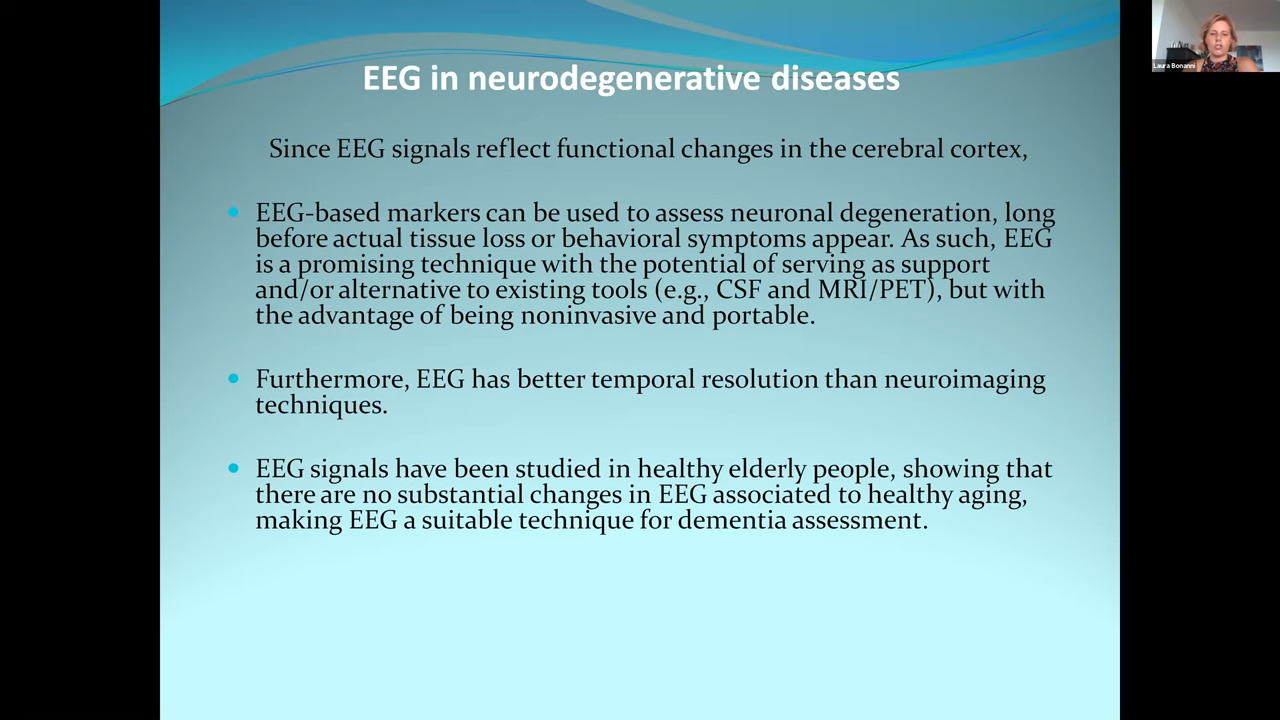 EEG in neurodegenerative diseases
Laura Bonanni
Since EEG signals reflect functional changes in the cerebral cortex,
EEG-based markers can be used to assess neuronal degeneration, long
before actual tissue loss or behavioral symptoms appear. As such, EEG
is a promising technique with the potential of serving as support
and/or alternative to existing tools (e.g., CSF and MRI/PET), but with
the advantage of being noninvasive and portable.
Furthermore, EEG has better temporal resolution than neuroimaging
techniques.
EEG signals have been studied in healthy elderly people, showing that
there are no substantial changes in EEG associated to healthy aging,
making EEG a suitable technique for dementia assessment.